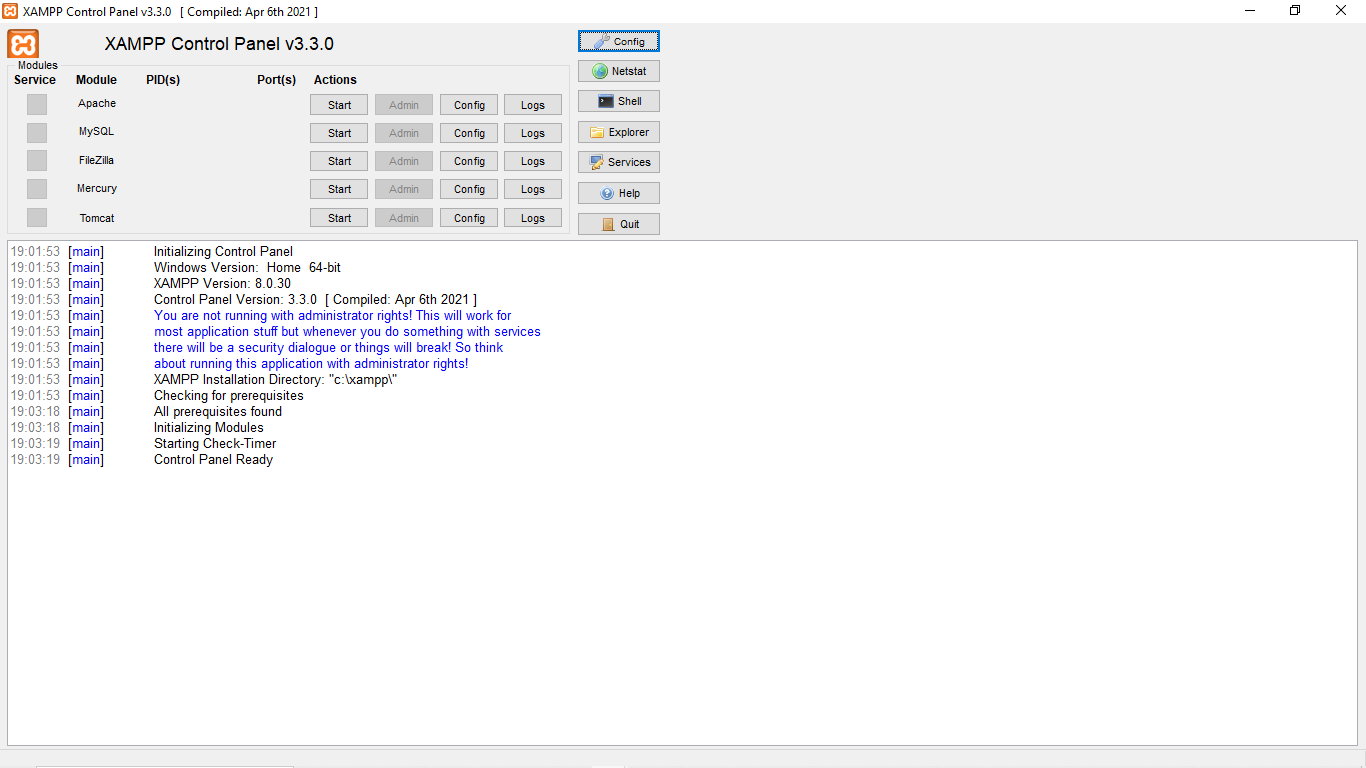 XAMPP Control Panel v3.3.0 [ Compiled: Apr 6th 2021 ]
XAMPP Control Panel v3.3.0
Config
Modules
Service Module PID(s) Port(s) Actions
Netstat
Apache Start Admin Config Logs
Shell
MySQL Start Admin Config Logs
Explorer
FileZilla Start Admin Config Logs
Services
Mercury Start Admin Config Logs
Help
Tomcat Start Admin Config Logs
Quit
19:01:53 [main] Initializing Control Panel
19:01:53 [main] Windows Version: Home 64-bit
19:01:53 [main] XAMPP Version: 8.0.30
19:01:53 [main] Control Panel Version: 3.3.0 [ Compiled: Apr 6th 2021 ]
19:01:53 [main] You are not running with administrator rights! This will work for
19:01:53 [main] most application stuff but whenever you do something with services
19:01:53 [main] there will be a security dialogue or things will break! So think
19:01:53 [main] about running this application with administrator rights!
19:01:53 [main] XAMPP Installation Directory: "c:\xampp\"
19:01:53 [main] Checking for prerequisites
19:03:18 [main] All prerequisites found
19:03:18 [main] Initializing Modules
19:03:19 [main] Starting Check-Timer
19:03:19 [main] Control Panel Ready